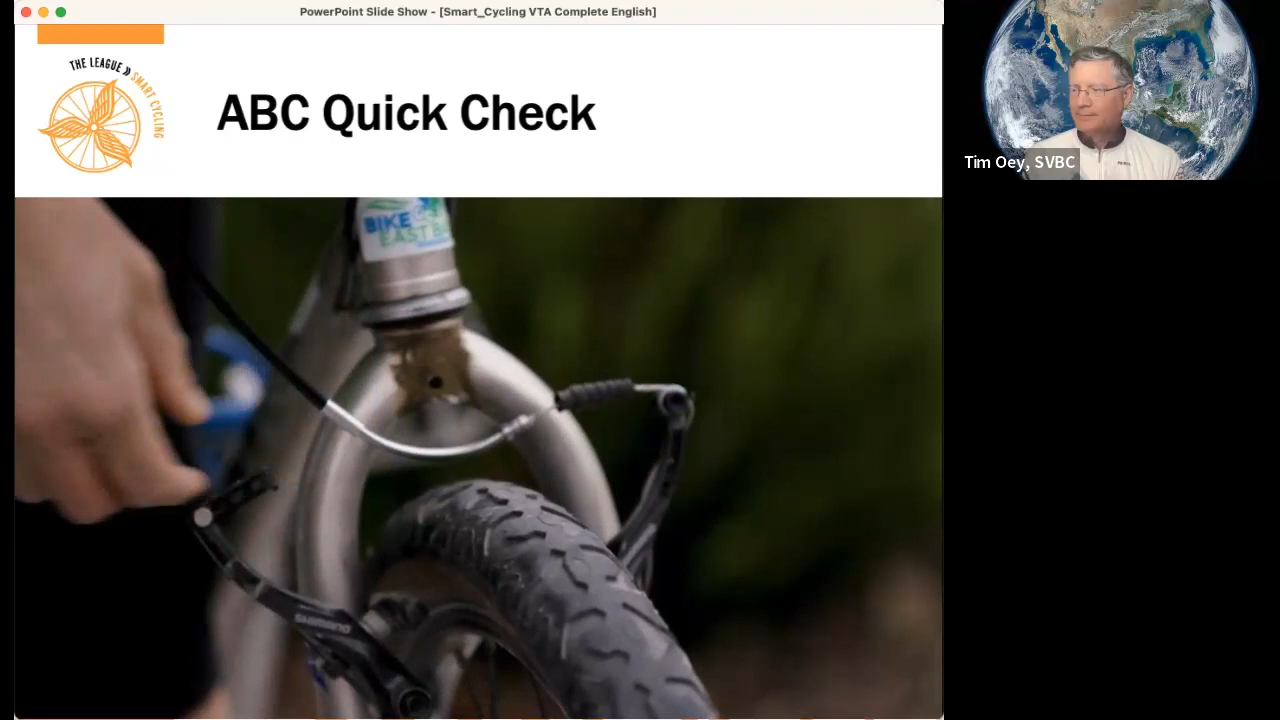 PowerPoint Slide Show - [Smart_Cycling VTA Complete English]
THE LEAGUE
SMART CYCLING
ABC Quick Check
Tim Oey, SVBC
BIKE
EAST
SHIMANO